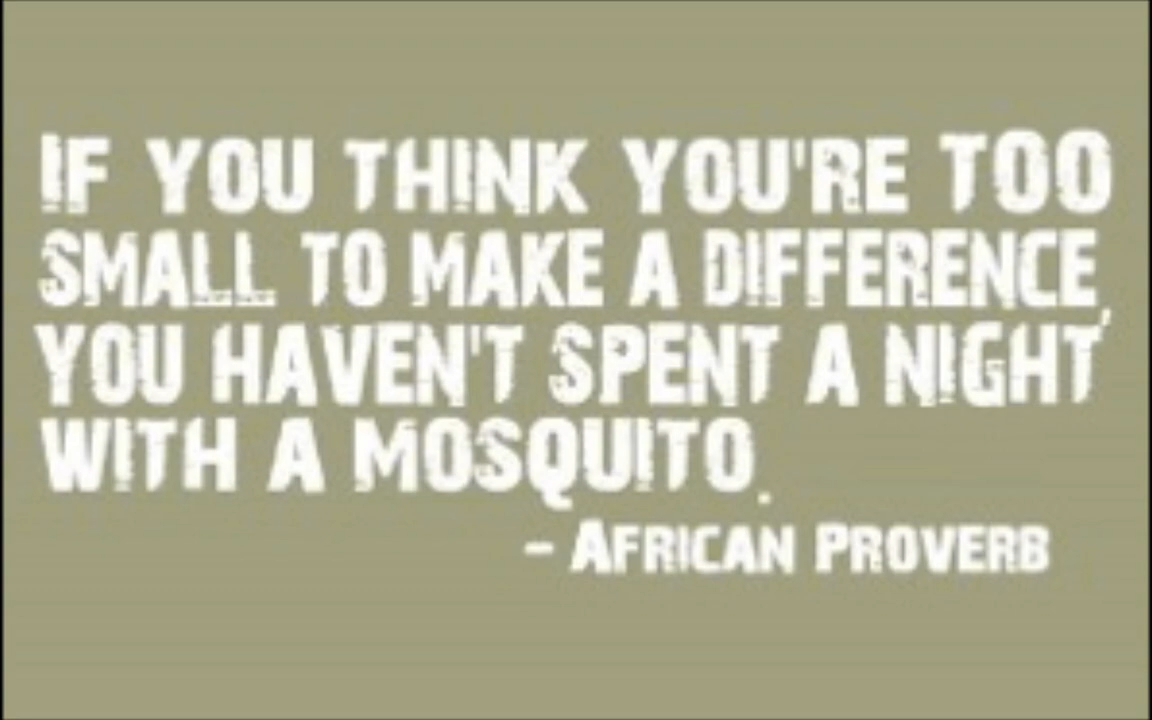 IF YOU THINK YOU'RE TOO
SMALL TO MAKE A DIFFERENCE,
YOU HAVEN'T SPENT A NIGHT
WITH A MOSQUITO.
- AFRICAN PROVERB